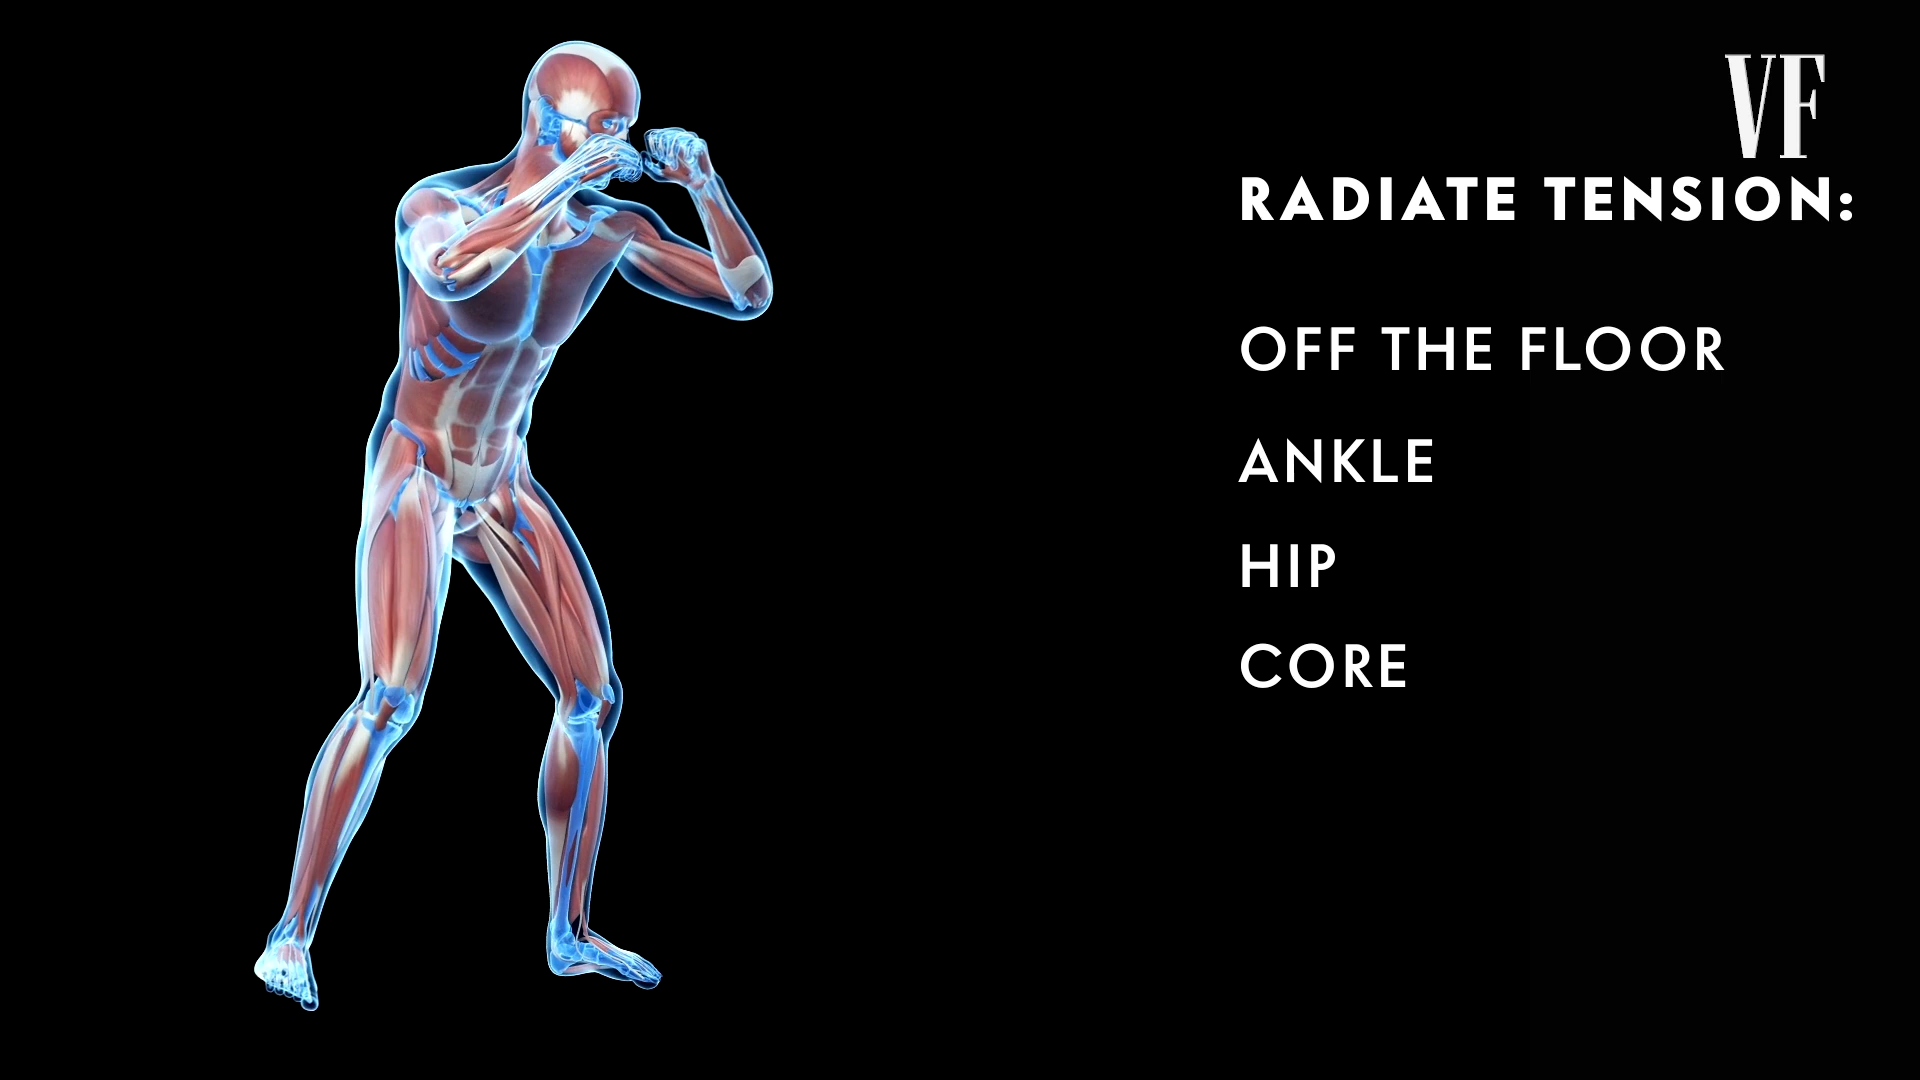 VF
RADIATE TENSION:
OFF THE FLOOR
ANKLE
HIP
CORE